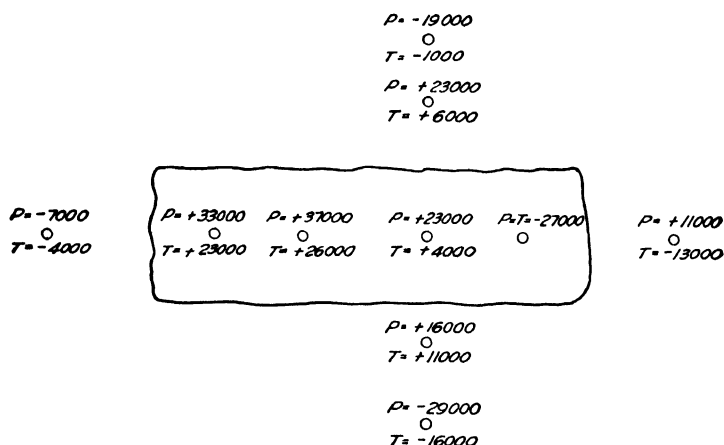 P= -19000
T= -1000
P= +23000
T= +6000
P= -7000
T= -4000
P= +33000
T= +23000
P= +37000
T= +26000
P= +23000
T= +4000
P=T= -27000
P= +11000
T= -13000
P= +16000
T= +11000
P= -29000
T= -16000